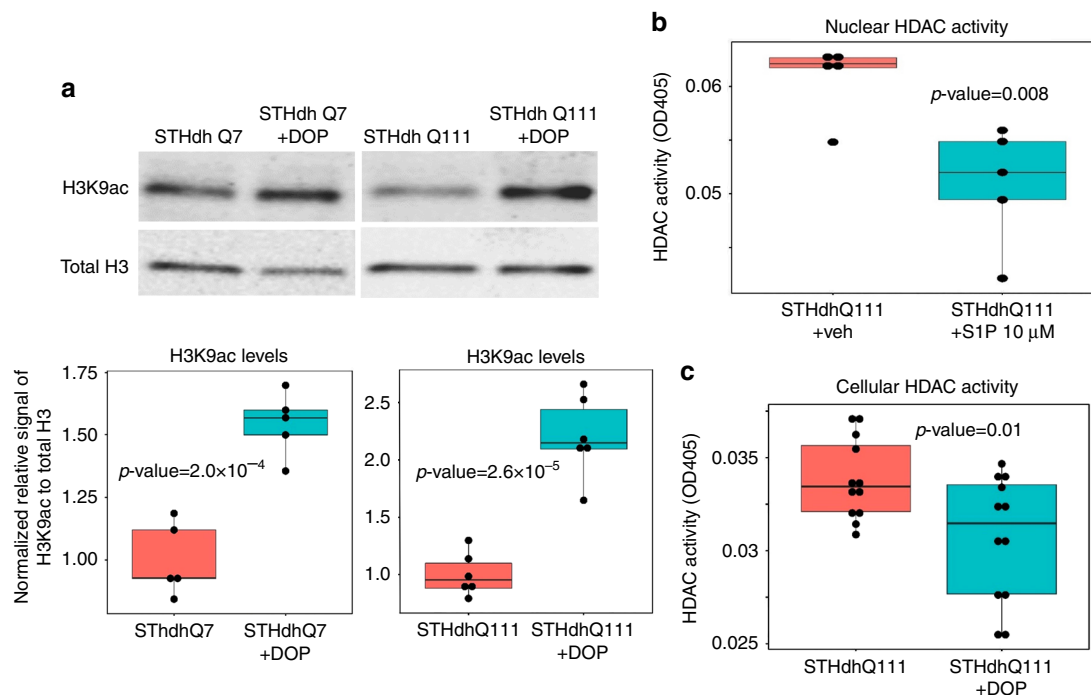 a
STHdh Q7
STHdh Q7
+DOP
STHdh Q111
STHdh Q111
+DOP
H3K9ac
Total H3
H3K9ac levels
Normalized relative signal of
H3K9ac to total H3
1.75
1.50
1.25
1.00
p-value=2.0×10⁻⁴
SThdhQ7
STHdhQ7
+DOP
H3K9ac levels
2.5
2.0
1.5
1.0
p-value=2.6×10⁻⁵
STHdhQ111
STHdhQ111
+DOP
b
Nuclear HDAC activity
HDAC activity (OD405)
0.06
0.05
p-value=0.008
STHdhQ111
+veh
STHdhQ111
+S1P 10 μM
c
Cellular HDAC activity
HDAC activity (OD405)
0.035
0.03
0.025
p-value=0.01
STHdhQ111
STHdhQ111
+DOP